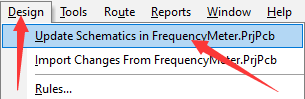 Design Tools Route Reports Window Help
Update Schematics in FrequencyMeter.PrjPcb
Import Changes From FrequencyMeter.PrjPcb
Rules...